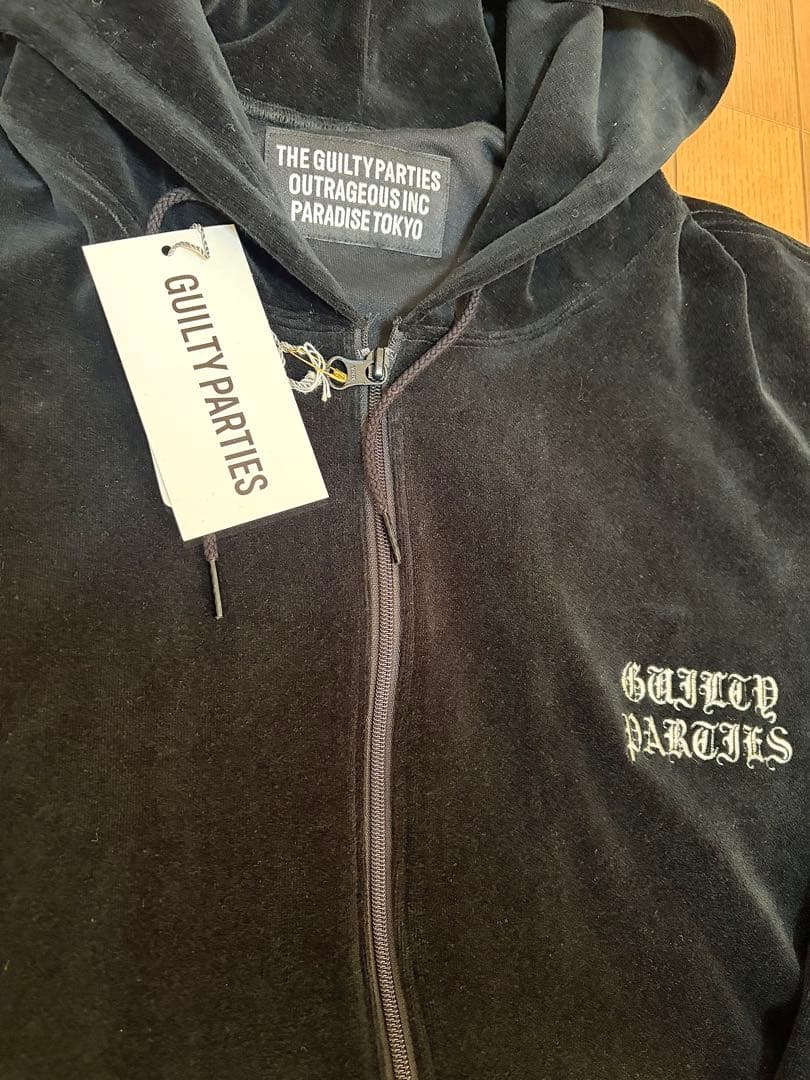 THE GUILTY PARTIES
OUTRAGEOUS INC
PARADISE TOKYO
GUILTY PARTIES
GUILTY
PARTIES